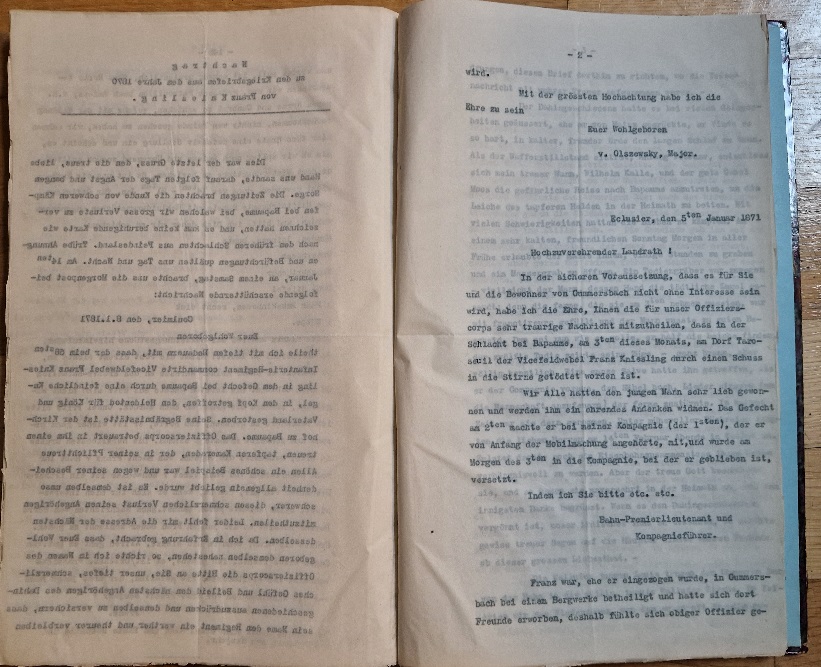 Nachtrag
zu den Kriegsbriefen aus dem Jahre 1870
von Franz Kniesling.
Dies war der letzte Gruss, den die treue, liebe
Hand uns sandte, darauf folgten Tage der Angst und bangen
Sorge. Die Zeitungen brachten die Kunde von schweren Kämp-
fen bei Bapaume, bei welchen wir grosse Verluste zu ver-
zeichnen hatten, und es kam keine beruhigende Karte wie
nach den früheren Schlachten aus Feindesland. Trübe Ahnung-
en und Befürchtungen quälten uns Tag und Nacht. Am 14ten
Januar, an einem Samstag, brachte uns die Morgenpost bei-
folgende erschütternde Nachricht:
den 8.1.1871
Euer Wohlgeboren
theile ich mit tiefem Bedauern mit, dass der beim
Infanterie-Regiment commandirte Vicefeldwebel Franz Knies-
ling in dem Gefecht bei Bapaume durch eine feindliche Ku-
gel, in den Kopf getroffen, den Heldentod für König und
Vaterland gestorben. Seine Begräbnisstätte ist der Kirch-
hof zu Bapaume. Das Officierscorps betrauert in ihm einen
treuen, tapferen Kameraden, der in seiner Pflichttreue
Allen ein schönes Beispiel war und wegen seiner Beschei-
denheit allgemein geliebt wurde. Es ist demselben umso
schwerer, diesen schmerzlichen Verlust seinen Angehörigen
mitzutheilen. Leider fehlt mir die Adresse der Nächsten
desselben. Da ich in Erfahrung gebracht, dass Euer Wohl-
geboren demselben nahestehen, so richte ich im Namen des
Officierscorps die Bitte an Sie, unser tiefes, schmerzli-
ches Gefühl und Beileid den nächsten Angehörigen des Dahin-
geschiedenen auszudrücken und denselben zu versichern, dass
sein Name dem Regiment ein werther und theurer verbleiben
- 2 -
wird.
Mit der grössten Hochachtung habe ich die
Ehre zu sein
Euer Wohlgeboren
v. Olszewsky, Major.
Eclusier, den 5ten Januar 1871
Hochzuverehrender Landrath !
In der sicheren Voraussetzung, dass es für Sie
und die Bewohner von Gummersbach nicht ohne Interesse sein
wird, habe ich die Ehre, Ihnen die für unser Offiziers-
corps sehr traurige Nachricht mitzutheilen, dass in der
Schlacht bei Bapaume, am 3ten dieses Monats, am Dorf Taro-
seuil der Vicefeldwebel Franz Kniesling durch einen Schuss
in die Stirne getödtet worden ist.
Wir Alle hatten den jungen Mann sehr lieb gewon-
nen und werden ihm ein ehrendes Andenken widmen. Das Gefecht
am 2ten machte er bei meiner Kompagnie (der 1sten), der er
von Anfang der Mobilmachung angehörte, mit, und wurde am
Morgen des 3ten in die Kompagnie, bei der er geblieben ist,
versetzt.
Indem ich Sie bitte etc. etc.
Bahn-Premierlieutenant und
Kompagnieführer.
Franz war, ehe er eingezogen wurde, in Gummers-
bach bei einem Bergwerke betheiligt und hatte sich dort
Freunde erworben, deshalb fühlte sich obiger Offizier ge-